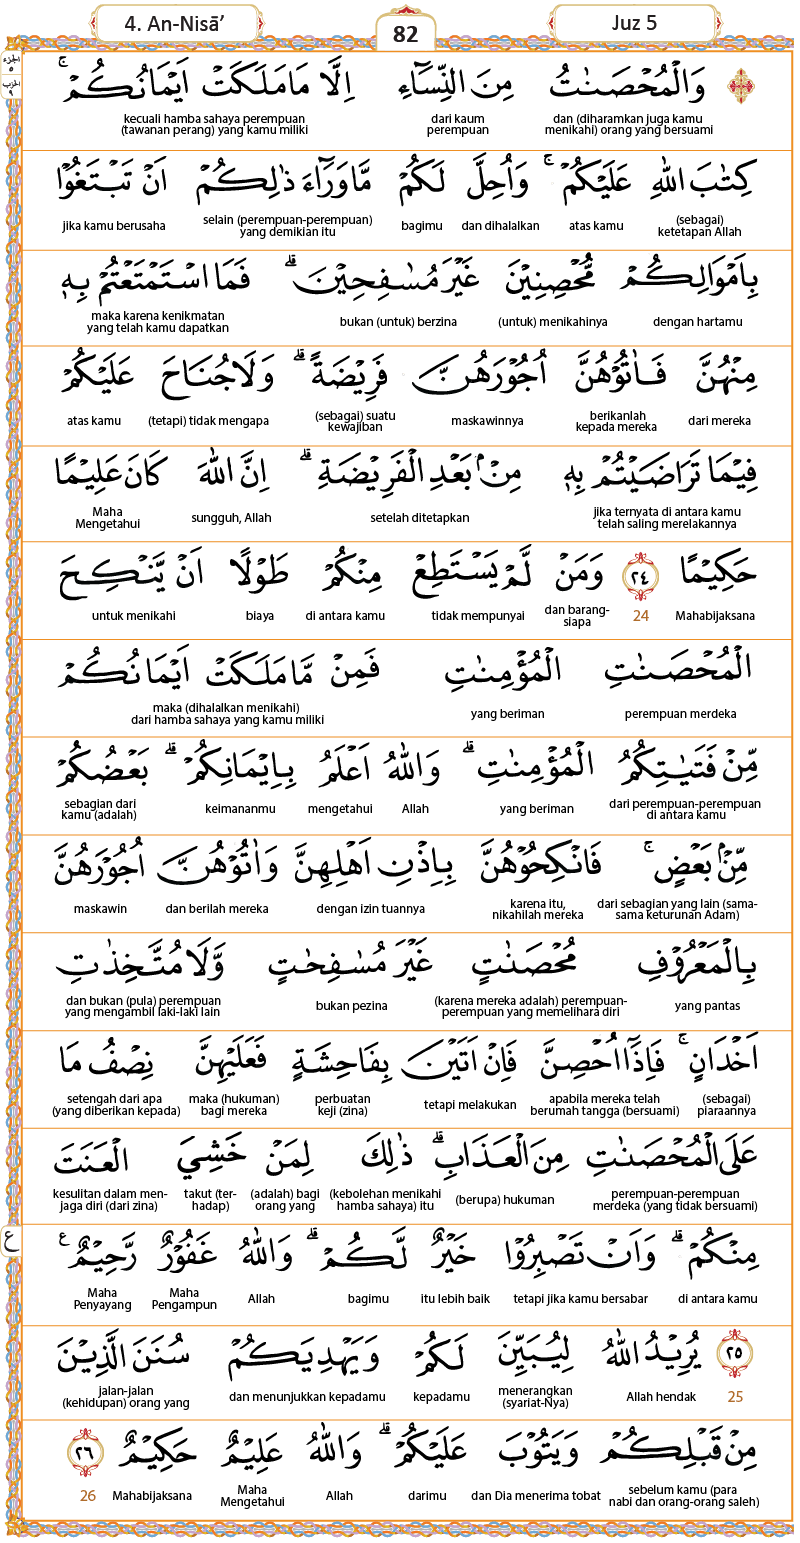 4. An-Nisā’
82
Juz 5
الجزء
٥
الحزب
٩
وَالْمُحْصَنٰتُ مِنَ النِّسَاۤءِ اِلَّا مَا مَلَكَتْ اَيْمَانُكُمْ ۚ
dan (diharamkan juga kamu menikahi) orang yang bersuami
dari kaum perempuan
kecuali hamba sahaya perempuan (tawanan perang) yang kamu miliki
كِتٰبَ اللّٰهِ عَلَيْكُمْ ۚ وَاُحِلَّ لَكُمْ مَّا وَرَاۤءَ ذٰلِكُمْ اَنْ تَبْتَغُوْا
(sebagai) ketetapan Allah
atas kamu
dan dihalalkan
bagimu
selain (perempuan-perempuan) yang demikian itu
jika kamu berusaha
بِاَمْوَالِكُمْ مُّحْصِنِيْنَ غَيْرَ مُسٰفِحِيْنَ ۗ فَمَا اسْتَمْتَعْتُمْ بِهٖ
dengan hartamu
(untuk) menikahinya
bukan (untuk) berzina
maka karena kenikmatan yang telah kamu dapatkan
مِنْهُنَّ فَاٰتُوْهُنَّ اُجُوْرَهُنَّ فَرِيْضَةً ۗ وَلَا جُنَاحَ عَلَيْكُمْ
dari mereka
berikanlah kepada mereka
maskawinnya
(sebagai) suatu kewajiban
(tetapi) tidak mengapa
atas kamu
فِيْمَا تَرَاضَيْتُمْ بِهٖ مِنْۢ بَعْدِ الْفَرِيْضَةِ ۗ اِنَّ اللّٰهَ كَانَ عَلِيْمًا
jika ternyata di antara kamu telah saling merelakannya
setelah ditetapkan
sungguh, Allah
Maha Mengetahui
حَكِيْمًا ٢٤ وَمَنْ لَّمْ يَسْتَطِعْ مِنْكُمْ طَوْلًا اَنْ يَّنْكِحَ
Mahabijaksana
24
dan barang-siapa
tidak mempunyai
di antara kamu
biaya
untuk menikahi
الْمُحْصَنٰتِ الْمُؤْمِنٰتِ فَمِنْ مَّا مَلَكَتْ اَيْمَانُكُمْ
perempuan merdeka
yang beriman
maka (dihalalkan menikahi) dari hamba sahaya yang kamu miliki
مِّنْ فَتَيٰتِكُمُ الْمُؤْمِنٰتِ ۗ وَاللّٰهُ اَعْلَمُ بِاِيْمَانِكُمْ ۗ بَعْضُكُمْ
dari perempuan-perempuan di antara kamu
yang beriman
Allah
mengetahui
keimananmu
sebagian dari kamu (adalah)
مِّنْۢ بَعْضٍ ۚ فَانْكِحُوْهُنَّ بِاِذْنِ اَهْلِهِنَّ وَاٰتُوْهُنَّ اُجُوْرَهُنَّ
dari sebagian yang lain (sama-sama keturunan Adam)
karena itu, nikahilah mereka
dengan izin tuannya
dan berilah mereka
maskawin
بِالْمَعْرُوْفِ مُحْصَنٰتٍ غَيْرَ مُسٰفِحٰتٍ وَّلَا مُتَّخِذٰتِ
yang pantas
(karena mereka adalah) perempuan-perempuan yang memelihara diri
bukan pezina
dan bukan (pula) perempuan yang mengambil laki-laki lain
اَخْدَانٍ ۚ فَاِذَآ اُحْصِنَّ فَاِنْ اَتَيْنَ بِفَاحِشَةٍ فَعَلَيْهِنَّ نِصْفُ مَا
(sebagai) piaraannya
apabila mereka telah berumah tangga (bersuami)
tetapi melakukan
perbuatan keji (zina)
maka (hukuman) bagi mereka
setengah dari apa (yang diberikan kepada)
عَلَى الْمُحْصَنٰتِ مِنَ الْعَذَابِ ۗ ذٰلِكَ لِمَنْ خَشِيَ الْعَنَتَ
perempuan-perempuan merdeka (yang tidak bersuami)
(berupa) hukuman
(kebolehan menikahi hamba sahaya) itu
(adalah) bagi orang yang
takut (ter-hadap)
kesulitan dalam men-jaga diri (dari zina)
ع
مِنْكُمْ ۗ وَاَنْ تَصْبِرُوْا خَيْرٌ لَّكُمْ ۗ وَاللّٰهُ غَفُوْرٌ رَّحِيْمٌ ࣖ
di antara kamu
tetapi jika kamu bersabar
itu lebih baik
bagimu
Allah
Maha Pengampun
Maha Penyayang
٢٥ يُرِيْدُ اللّٰهُ لِيُبَيِّنَ لَكُمْ وَيَهْدِيَكُمْ سُنَنَ الَّذِيْنَ
25
Allah hendak
menerangkan (syariat-Nya)
kepadamu
dan menunjukkan kepadamu
jalan-jalan (kehidupan) orang yang
مِنْ قَبْلِكُمْ وَيَتُوْبَ عَلَيْكُمْ ۗ وَاللّٰهُ عَلِيْمٌ حَكِيْمٌ ٢٦
sebelum kamu (para nabi dan orang-orang saleh)
dan Dia menerima tobat
darimu
Allah
Maha Mengetahui
Mahabijaksana
26